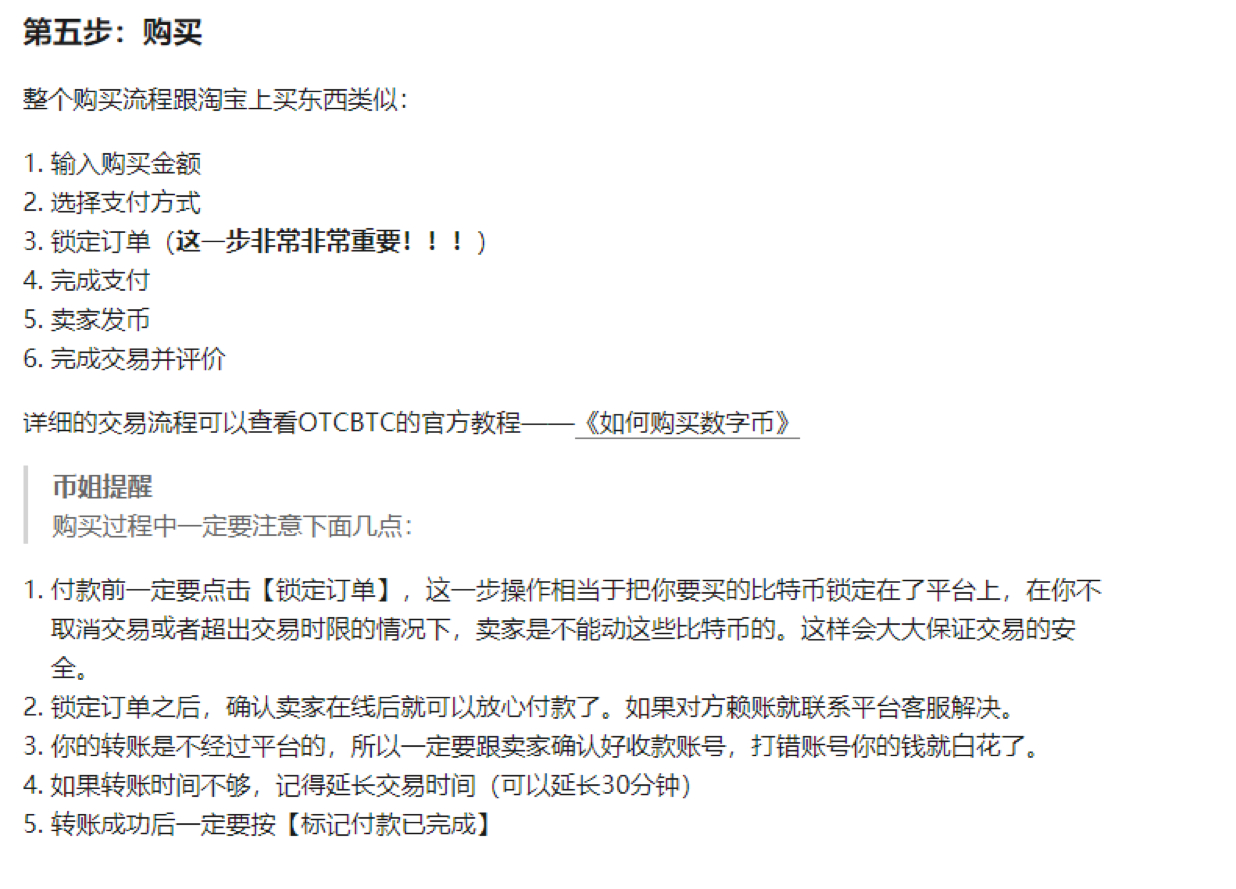 第五步：购买
整个购买流程跟淘宝上买东西类似：
1. 输入购买金额
2. 选择支付方式
3. 锁定订单（这一步非常非常重要！！！）
4. 完成支付
5. 卖家发币
6. 完成交易并评价
详细的交易流程可以查看OTCBTC的官方教程——《如何购买数字币》
币姐提醒
购买过程中一定要注意下面几点：
1. 付款前一定要点击【锁定订单】，这一步操作相当于把你要买的比特币锁定在了平台上，在你不
取消交易或者超出交易时限的情况下，卖家是不能动这些比特币的。这样会大大保证交易的安
全。
2. 锁定订单之后，确认卖家在线后就可以放心付款了。如果对方赖账就联系平台客服解决。
3. 你的转账是不经过平台的，所以一定要跟卖家确认好收款账号，打错账号你的钱就白花了。
4. 如果转账时间不够，记得延长交易时间（可以延长30分钟）
5. 转账成功后一定要按【标记付款已完成】